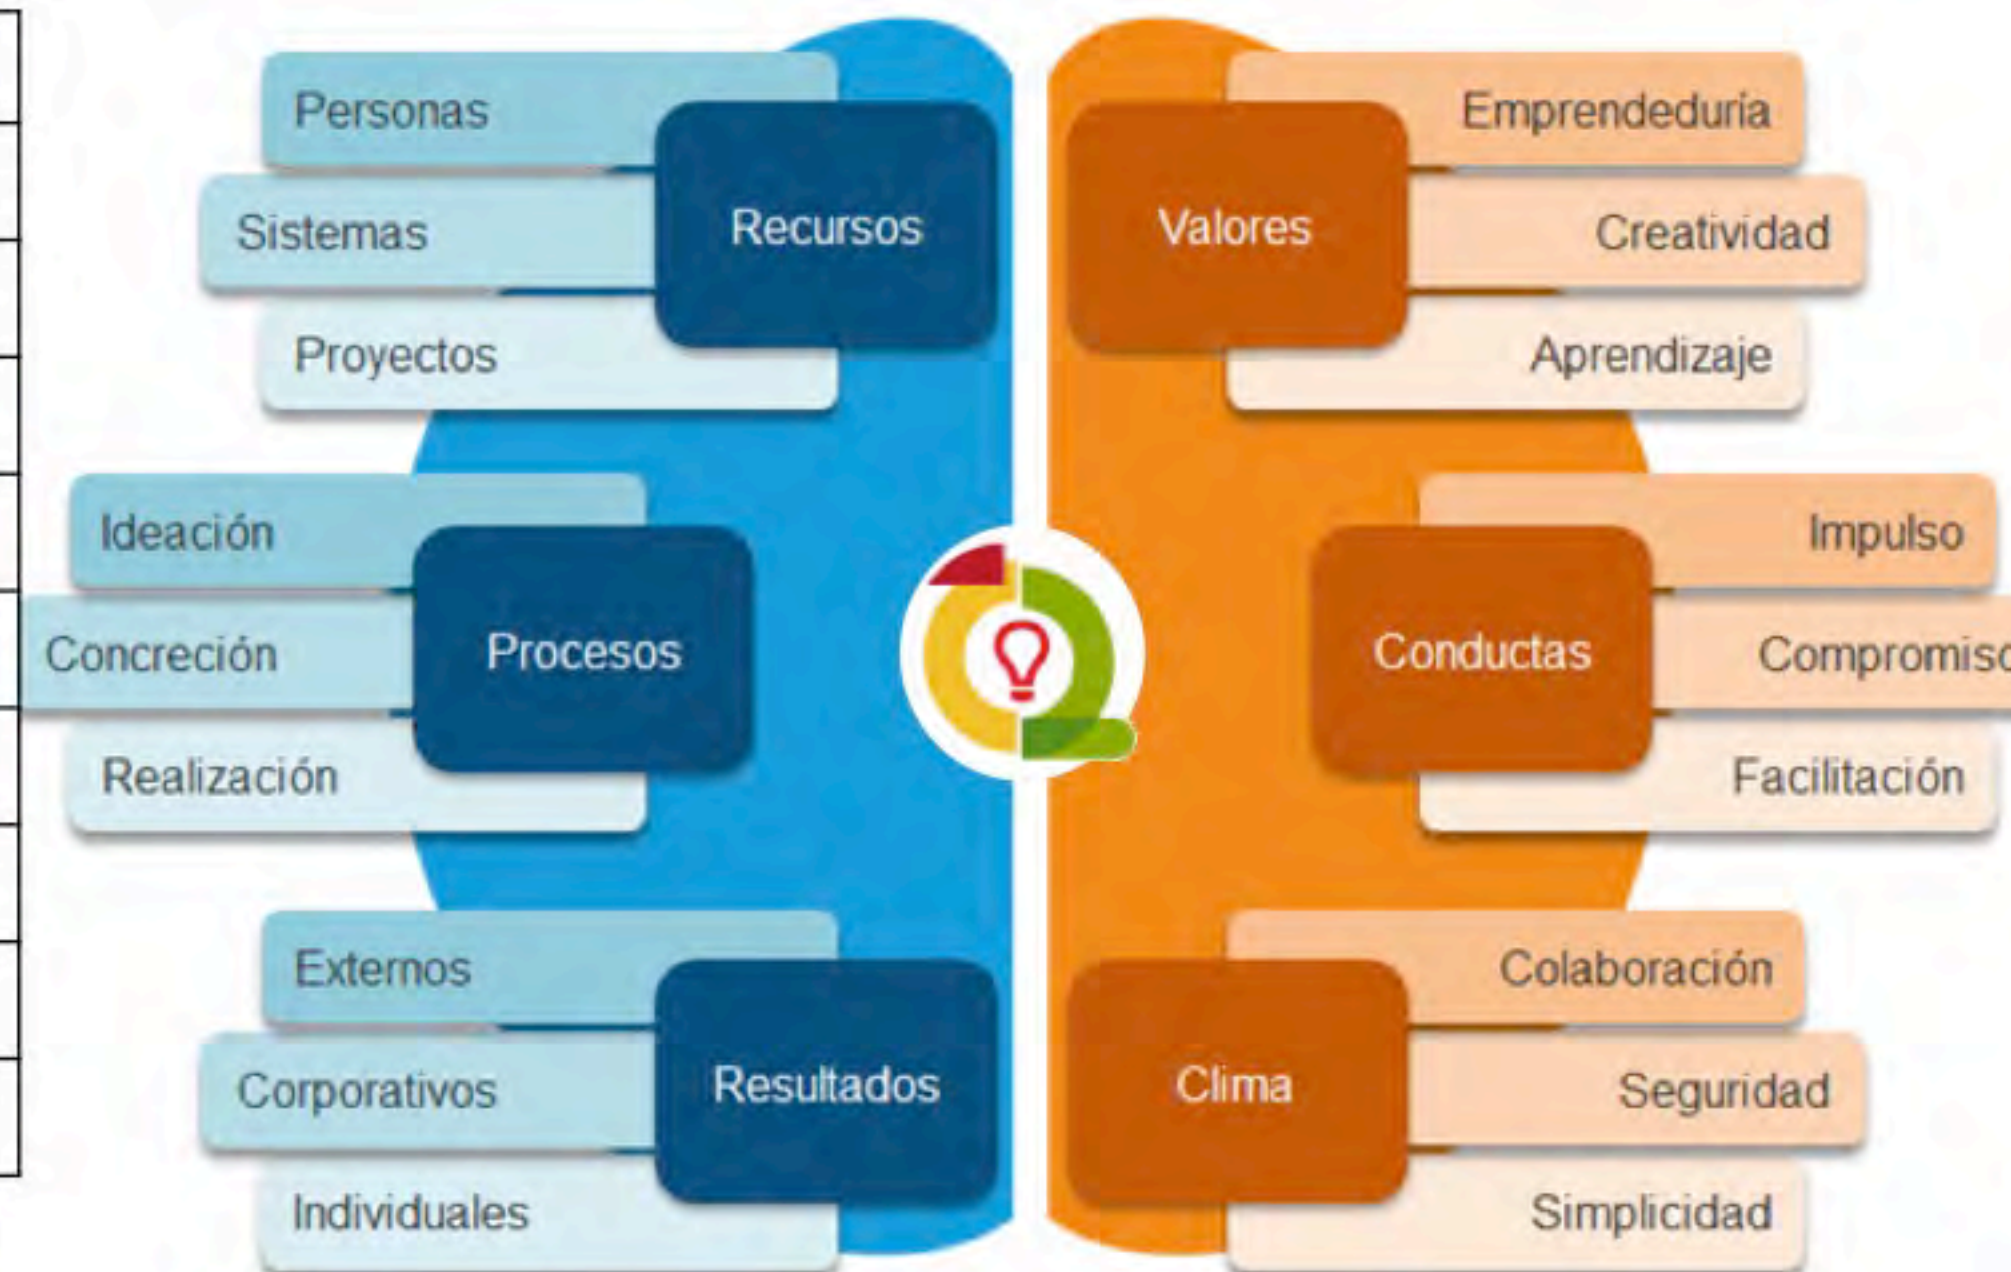 Personas
Sistemas
Recursos
Proyectos
Ideación
Concreción
Procesos
Realización
Externos
Corporativos
Resultados
Individuales
Emprendeduría
Valores
Creatividad
Aprendizaje
Impulso
Conductas
Compromiso
Facilitación
Colaboración
Clima
Seguridad
Simplicidad